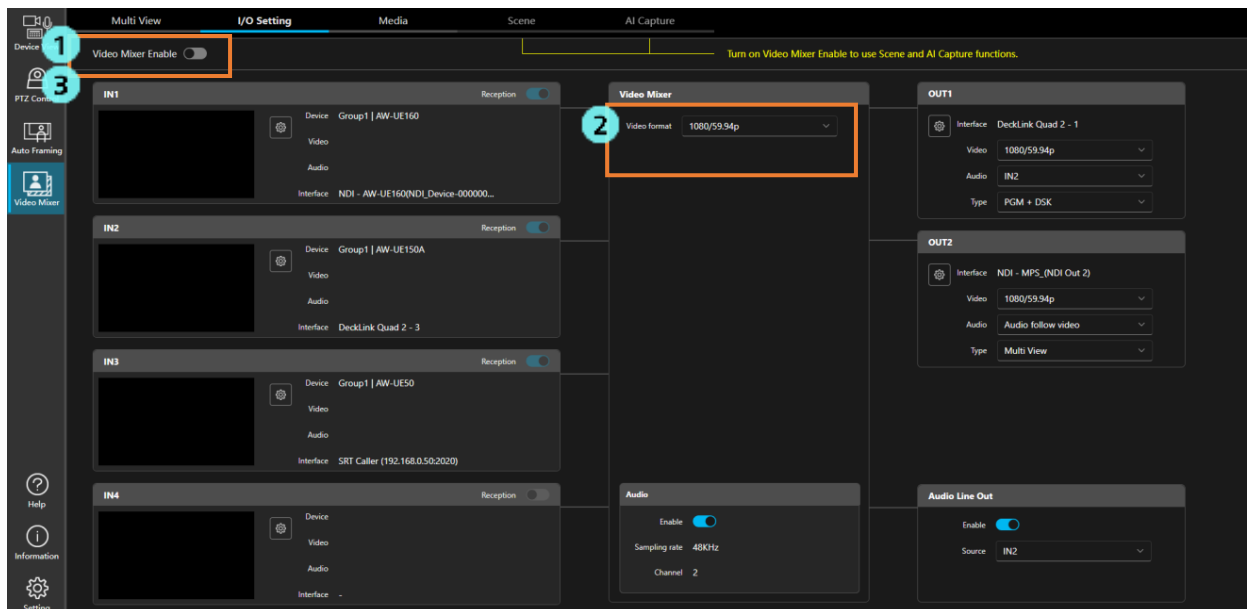 Multi View
I/O Setting
Media
Scene
AI Capture
Device
1
Video Mixer Enable
Turn on Video Mixer Enable to use Scene and AI Capture functions.
3
PTZ
Auto Framing
Video Mixer
Help
Information
Setting
IN1
Reception
Device Group1 | AW-UE160
Video
Audio
Interface NDI - AW-UE160(NDI_Device-000000...
IN2
Reception
Device Group1 | AW-UE150A
Video
Audio
Interface DeckLink Quad 2 - 3
IN3
Reception
Device Group1 | AW-UE50
Video
Audio
Interface SRT Caller (192.168.0.50:2020)
IN4
Reception
Device
Video
Audio
Interface -
Video Mixer
2
Video format 1080/59.94p
Audio
Enable
Sampling rate 48KHz
Channel 2
OUT1
Interface DeckLink Quad 2 - 1
Video 1080/59.94p
Audio IN2
Type PGM + DSK
OUT2
Interface NDI - MPS_(NDI Out 2)
Video 1080/59.94p
Audio Audio follow video
Type Multi View
Audio Line Out
Enable
Source IN2